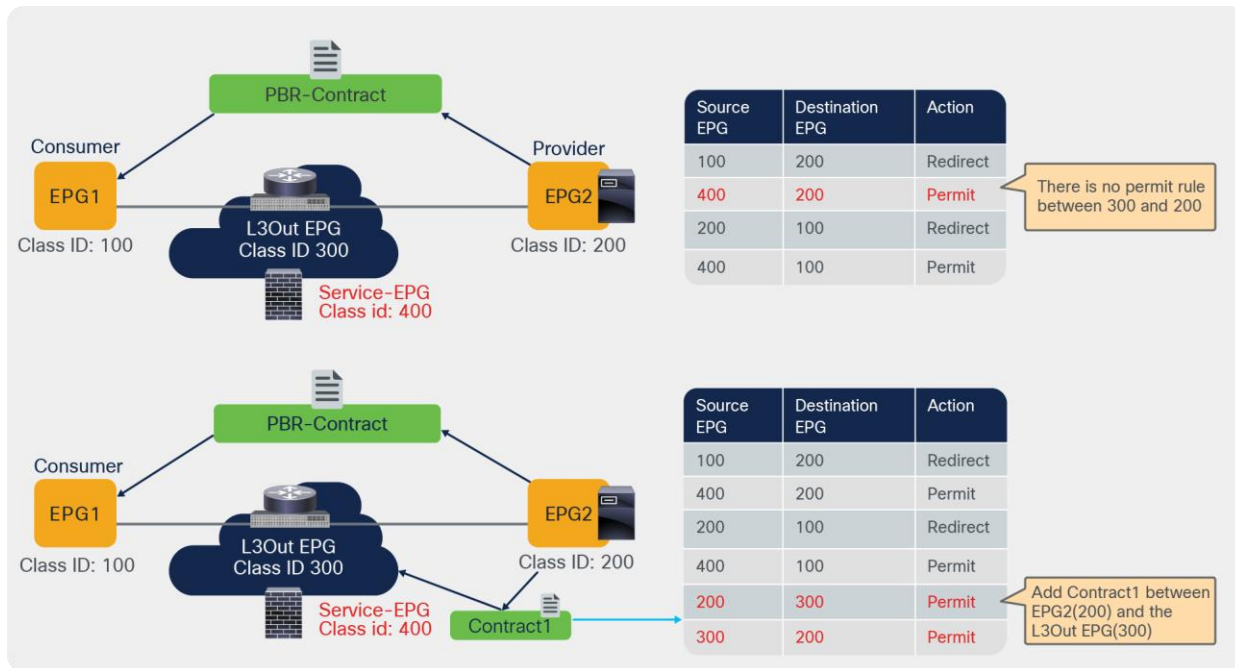 PBR-Contract
Consumer
Provider
EPG1
EPG2
L3Out EPG
Class ID 300
Class ID: 100
Class ID: 200
Service-EPG
Class id: 400
Source EPG Destination EPG Action
100 200 Redirect
400 200 Permit
200 100 Redirect
400 100 Permit
There is no permit rule
between 300 and 200
PBR-Contract
Consumer
EPG1
EPG2
L3Out EPG
Class ID 300
Class ID: 100
Class ID: 200
Service-EPG
Class id: 400
Contract1
Source EPG Destination EPG Action
100 200 Redirect
400 200 Permit
200 100 Redirect
400 100 Permit
200 300 Permit
300 200 Permit
Add Contract1 between
EPG2(200) and the
L3Out EPG(300)